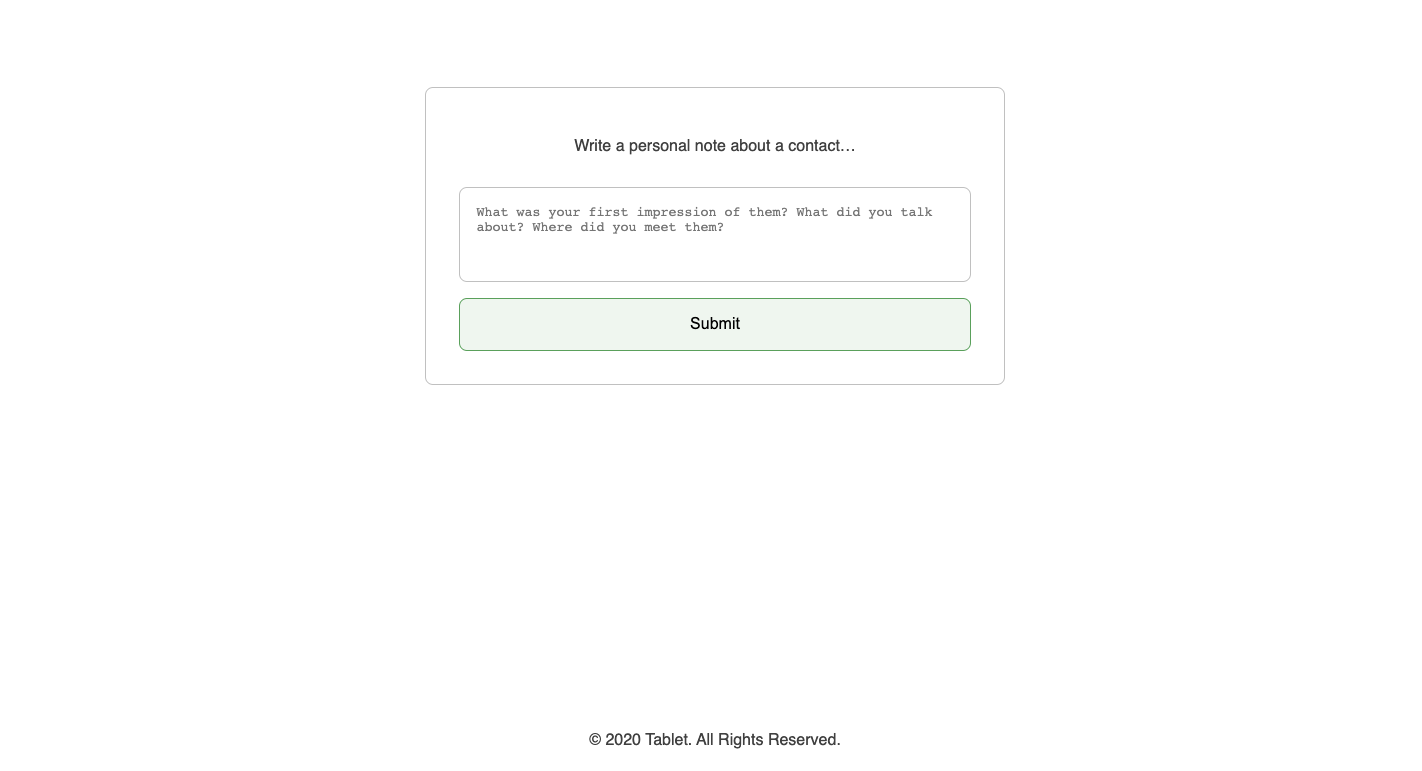 Write a personal note about a contact…
What was your first impression of them? What did you talk
about? Where did you meet them?
Submit
© 2020 Tablet. All Rights Reserved.